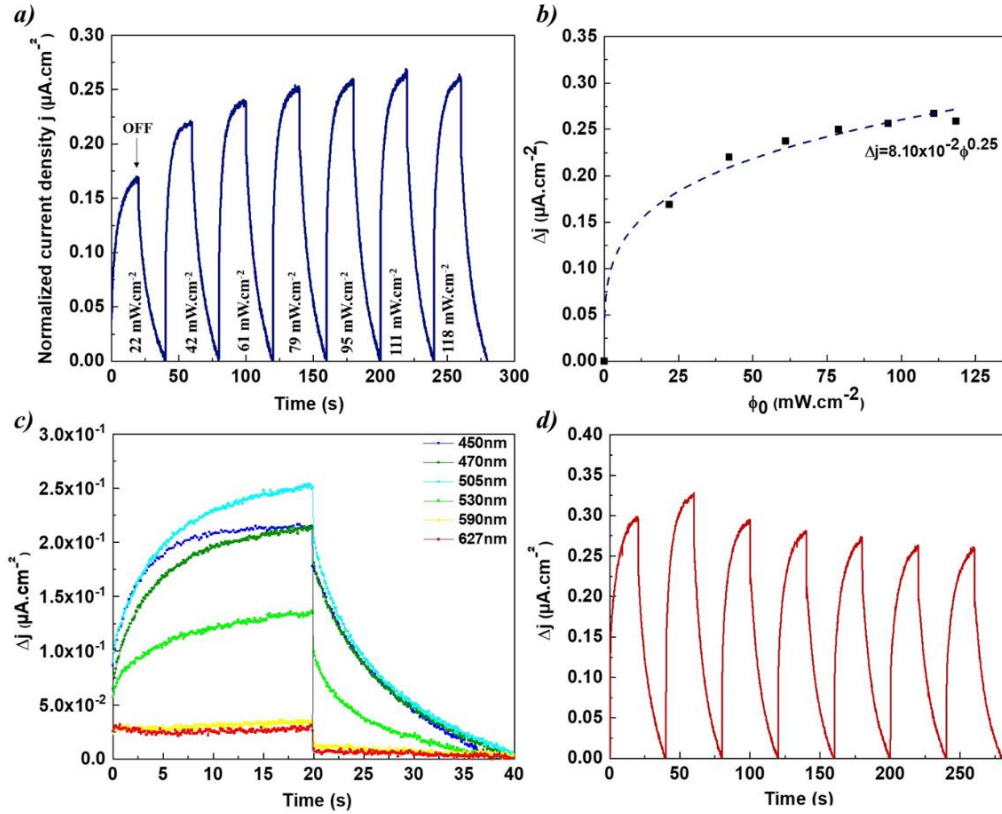 a)
Normalized current density j (µA.cm⁻²)
0.35
0.30
0.25
0.20
0.15
0.10
0.05
0.00
OFF
22 mW.cm⁻²
42 mW.cm⁻²
61 mW.cm⁻²
79 mW.cm⁻²
95 mW.cm⁻²
111 mW.cm⁻²
118 mW.cm⁻²
0 50 100 150 200 250 300
Time (s)
b)
Δj (µA.cm⁻²)
0.35
0.30
0.25
0.20
0.15
0.10
0.05
0.00
Δj=8.10x10⁻²ϕ⁰·²⁵
0 25 50 75 100 125
ϕ₀ (mW.cm⁻²)
c)
Δj (µA.cm⁻²)
3.0x10⁻¹
2.5x10⁻¹
2.0x10⁻¹
1.5x10⁻¹
1.0x10⁻¹
5.0x10⁻²
0.0
450nm
470nm
505nm
530nm
590nm
627nm
0 5 10 15 20 25 30 35 40
Time (s)
d)
Δj (µA.cm⁻²)
0.40
0.35
0.30
0.25
0.20
0.15
0.10
0.05
0.00
0 50 100 150 200 250
Time (s)